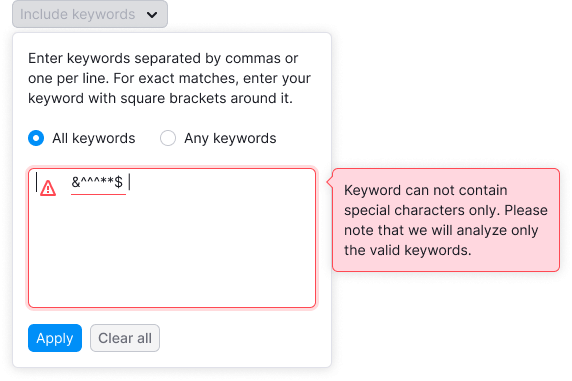 Include keywords
Enter keywords separated by commas or
one per line. For exact matches, enter your
keyword with square brackets around it.
All keywords
Any keywords
&^^^**$
Keyword can not contain
special characters only. Please
note that we will analyze only
the valid keywords.
Apply
Clear all